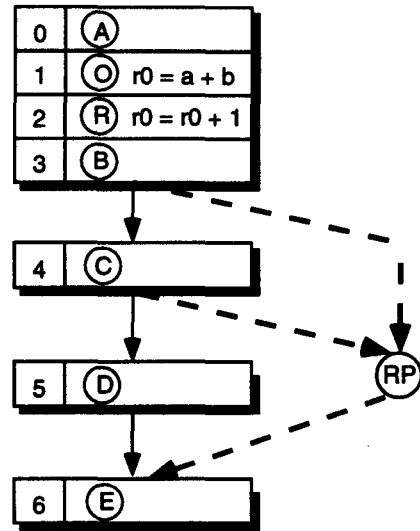 0 A
1 O r0 = a + b
2 R r0 = r0 + 1
3 B
4 C
RP
5 D
6 E